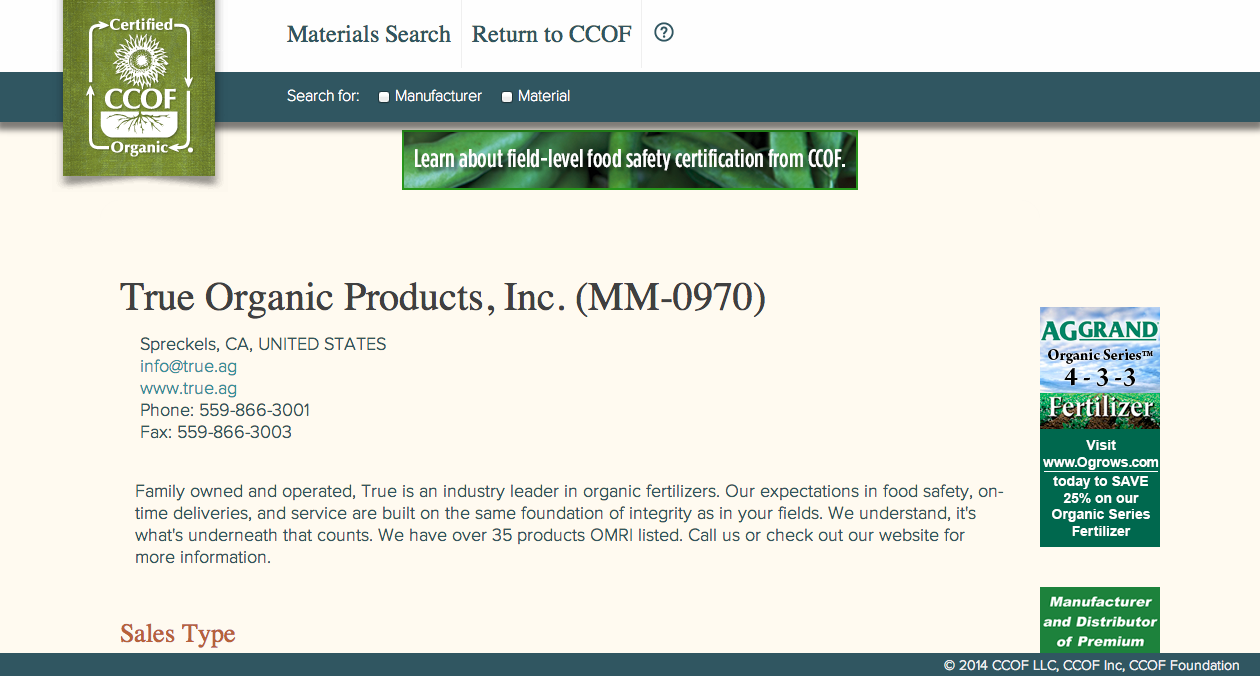 Certified
CCOF
Organic
Materials Search
Return to CCOF
?
Search for:
Manufacturer
Material
Learn about field-level food safety certification from CCOF.
True Organic Products, Inc. (MM-0970)
Spreckels, CA, UNITED STATES
info@true.ag
www.true.ag
Phone: 559-866-3001
Fax: 559-866-3003
Family owned and operated, True is an industry leader in organic fertilizers. Our expectations in food safety, on-
time deliveries, and service are built on the same foundation of integrity as in your fields. We understand, it's
what's underneath that counts. We have over 35 products OMRI listed. Call us or check out our website for
more information.
Sales Type
AGGRAND
Organic Series™
4 - 3 -3
Fertilizer
Visit
www.Ogrows.com
today to SAVE
25% on our
Organic Series
Fertilizer
Manufacturer
and Distributor
of Premium
© 2014 CCOF LLC, CCOF Inc, CCOF Foundation